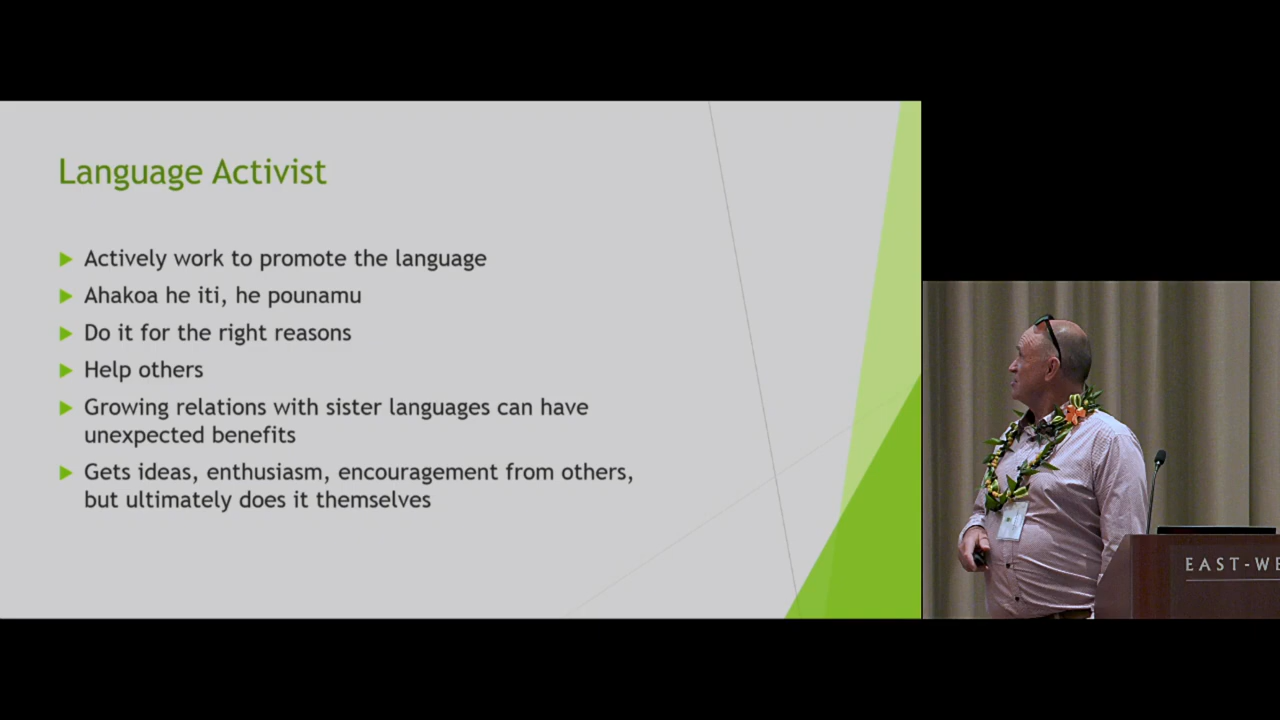 Language Activist
Actively work to promote the language
Ahakoa he iti, he pounamu
Do it for the right reasons
Help others
Growing relations with sister languages can have
unexpected benefits
Gets ideas, enthusiasm, encouragement from others,
but ultimately does it themselves
EAST-WE